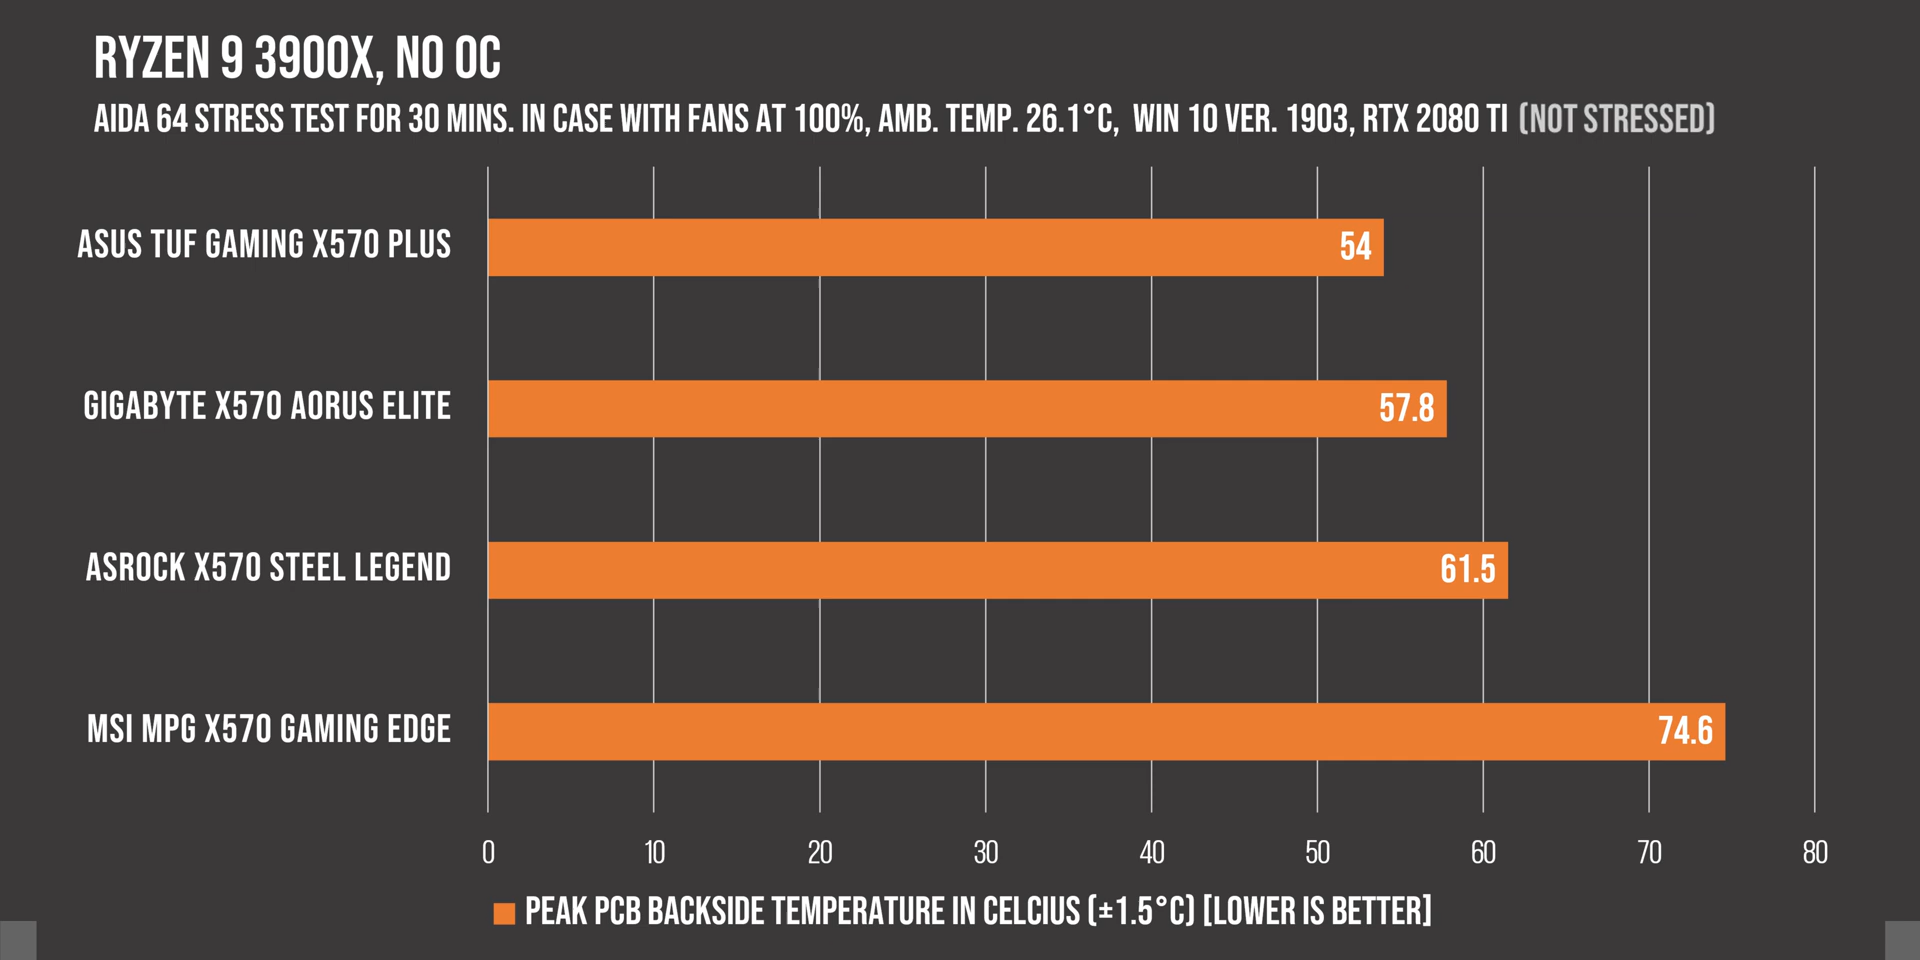 RYZEN 9 3900X, NO OC
AIDA 64 STRESS TEST FOR 30 MINS. IN CASE WITH FANS AT 100%, AMB. TEMP. 26.1°C, WIN 10 VER. 1903, RTX 2080 TI (NOT STRESSED)
ASUS TUF GAMING X570 PLUS
54
GIGABYTE X570 AORUS ELITE
57.8
ASROCK X570 STEEL LEGEND
61.5
MSI MPG X570 GAMING EDGE
74.6
0 10 20 30 40 50 60 70 80
PEAK PCB BACKSIDE TEMPERATURE IN CELCIUS (±1.5°C) [LOWER IS BETTER]